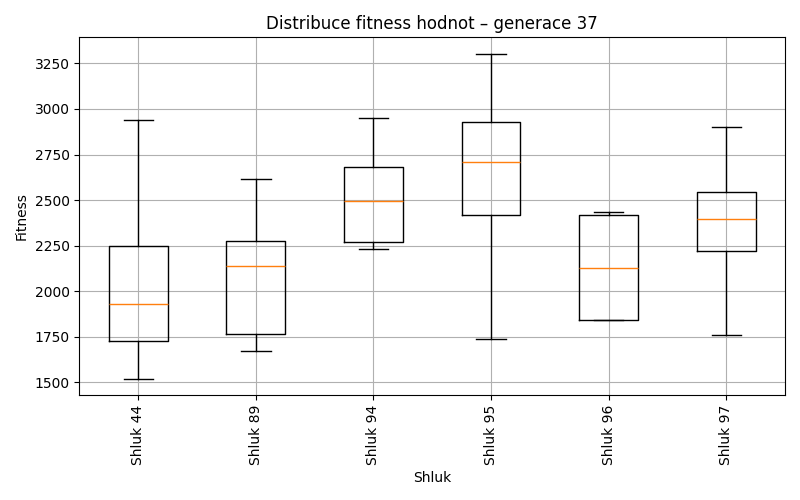 Distribuce fitness hodnot – generace 37
Fitness
3250
3000
2750
2500
2250
2000
1750
1500
Shluk 44
Shluk 89
Shluk 94
Shluk 95
Shluk 96
Shluk 97
Shluk